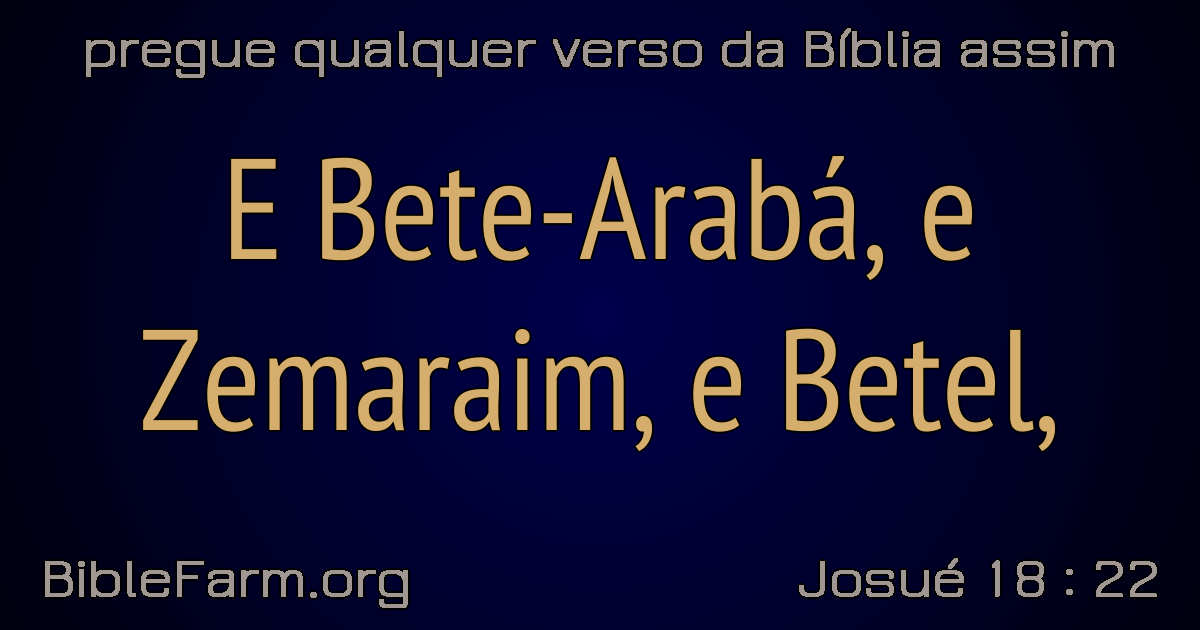 pregue qualquer verso da Bíblia assim
E Bete-Arabá, e
Zemaraim, e Betel,
BibleFarm.org
Josué 18 : 22